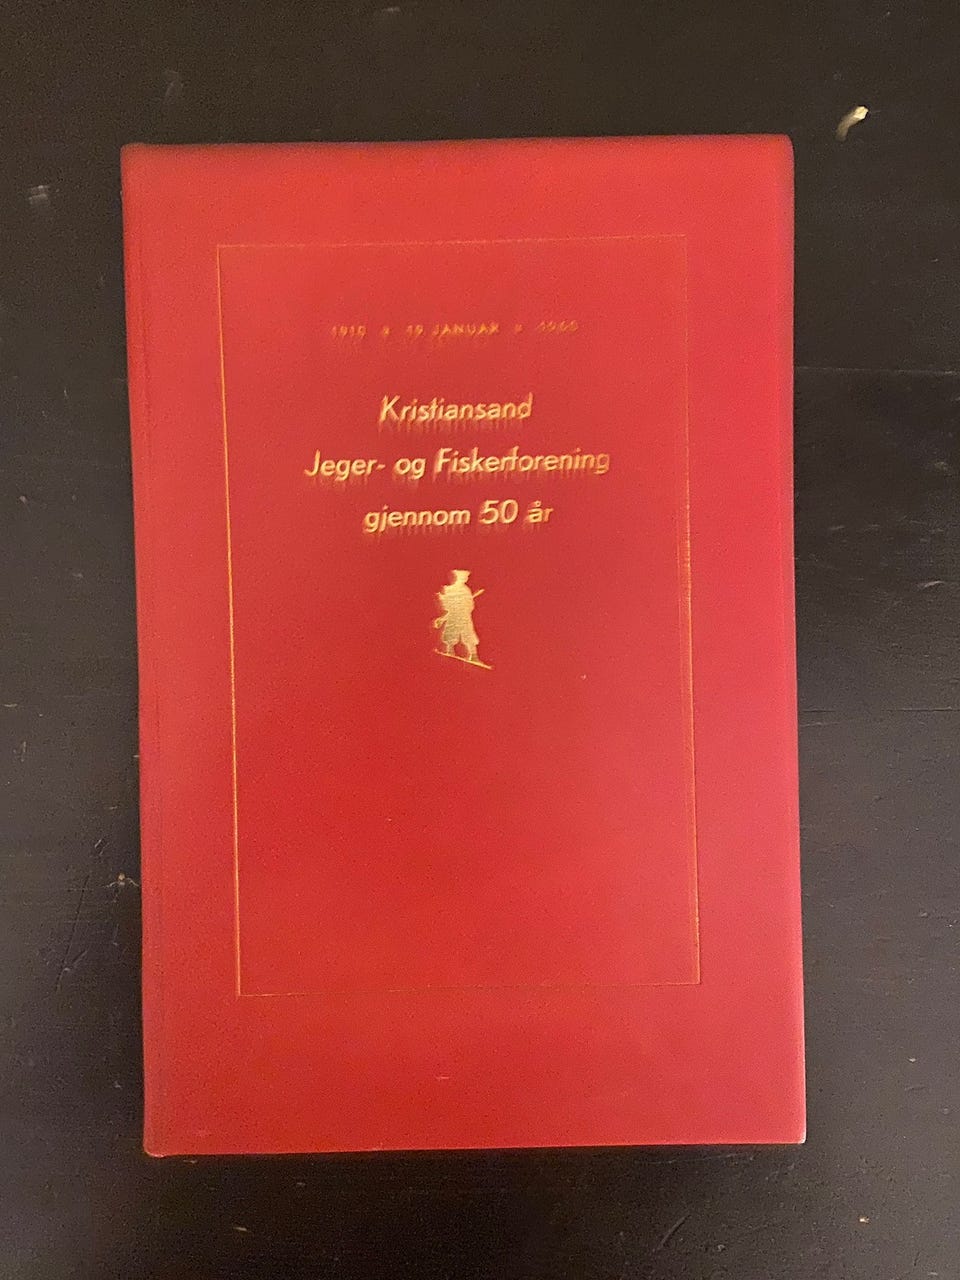 1910 * 19 JANUAR * 1960
Kristiansand
Jeger- og Fiskerforening
gjennom 50 år